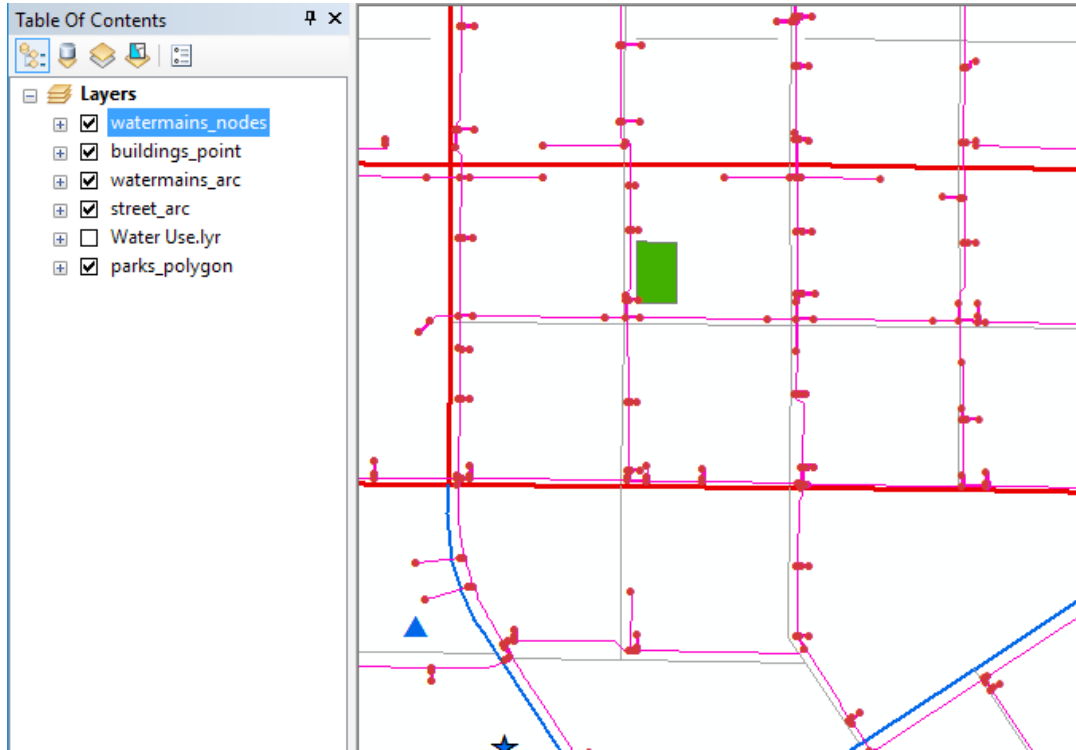 Table Of Contents
Layers
watermains_nodes
buildings_point
watermains_arc
street_arc
Water Use.lyr
parks_polygon